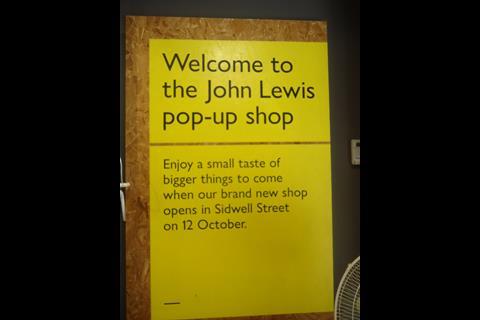 Welcome to
the John Lewis
pop-up shop
Enjoy a small taste of
bigger things to come
when our brand new shop
opens in Sidwell Street
on 12 October.